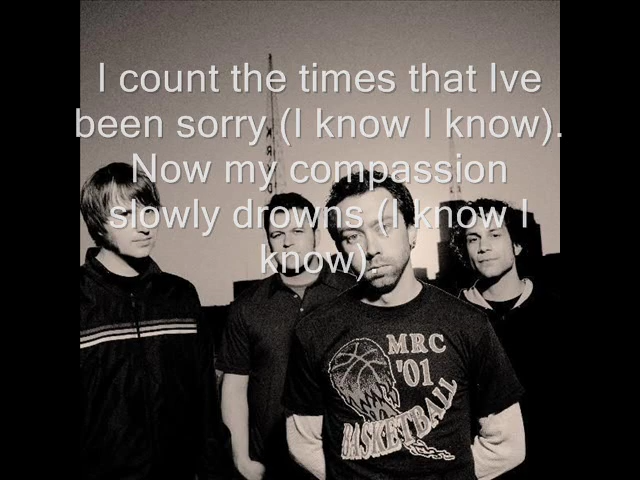 I count the times that Ive
been sorry (I know I know).
Now my compassion
slowly drowns (I know I
know).
MRC
'01
BASKETBALL